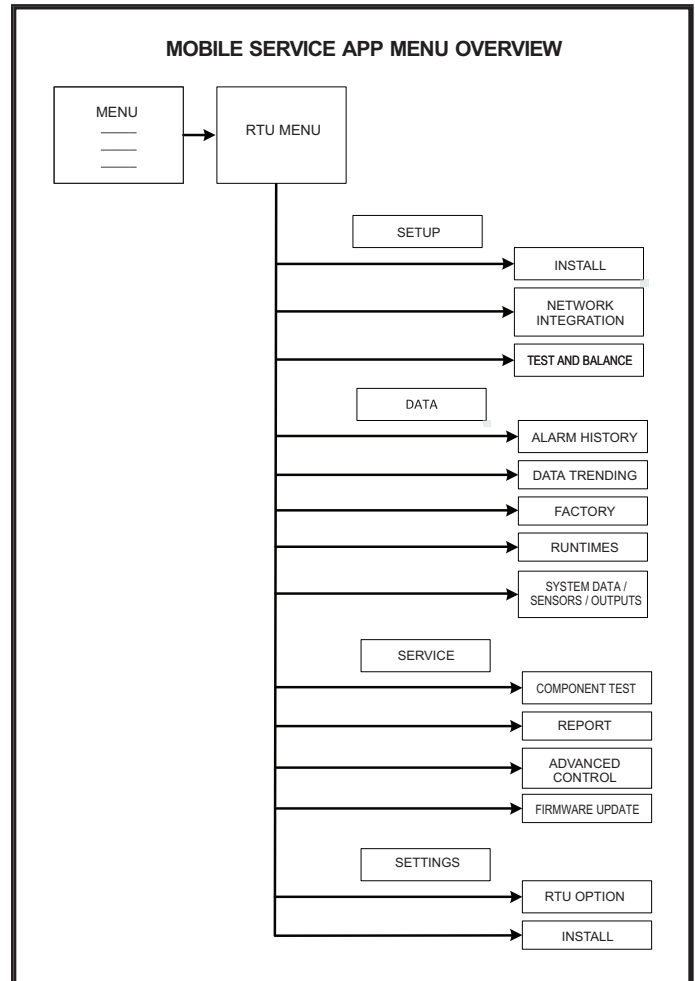 MOBILE SERVICE APP MENU OVERVIEW
MENU
RTU MENU
SETUP
INSTALL
NETWORK
INTEGRATION
TEST AND BALANCE
DATA
ALARM HISTORY
DATA TRENDING
FACTORY
RUNTIMES
SYSTEM DATA /
SENSORS / OUTPUTS
SERVICE
COMPONENT TEST
REPORT
ADVANCED
CONTROL
FIRMWARE UPDATE
SETTINGS
RTU OPTION
INSTALL